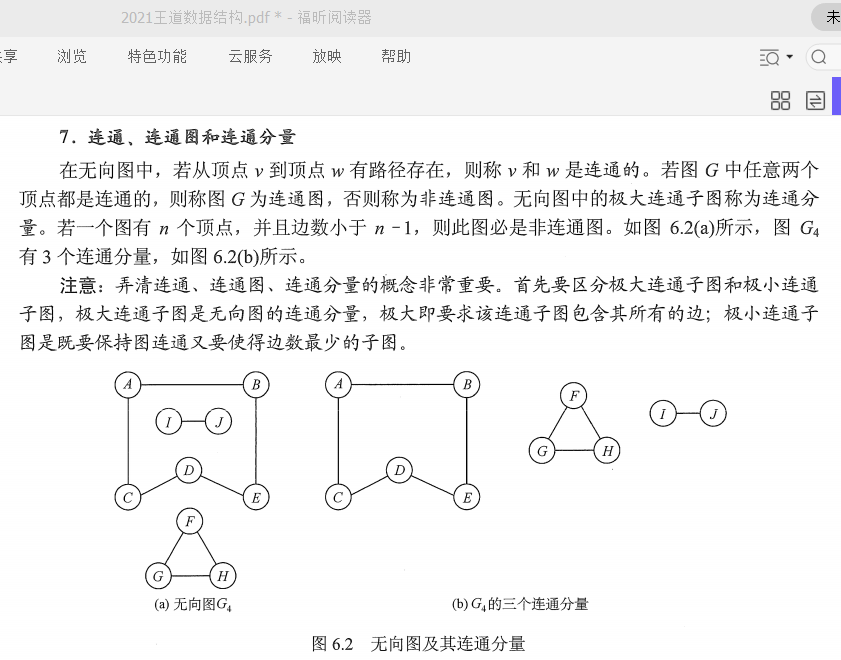 2021王道数据结构.pdf * - 福昕阅读器
未
享 浏览 特色功能 云服务 放映 帮助
7. 连通、连通图和连通分量
在无向图中，若从顶点 v 到顶点 w 有路径存在，则称 v 和 w 是连通的。若图 G 中任意两个
顶点都是连通的，则称图 G 为连通图，否则称为非连通图。无向图中的极大连通子图称为连通分
量。若一个图有 n 个顶点，并且边数小于 n - 1，则此图必是非连通图。如图 6.2(a)所示，图 G4
有 3 个连通分量，如图 6.2(b)所示。
注意：弄清连通、连通图、连通分量的概念非常重要。首先要区分极大连通子图和极小连通
子图，极大连通子图是无向图的连通分量，极大即要求该连通子图包含其所有的边；极小连通子
图是既要保持图连通又要使得边数最少的子图。
A B
I J
D
C E
F
G H
A B
D
C E
F
G H
I J
(a) 无向图G4
(b) G4的三个连通分量
图 6.2 无向图及其连通分量